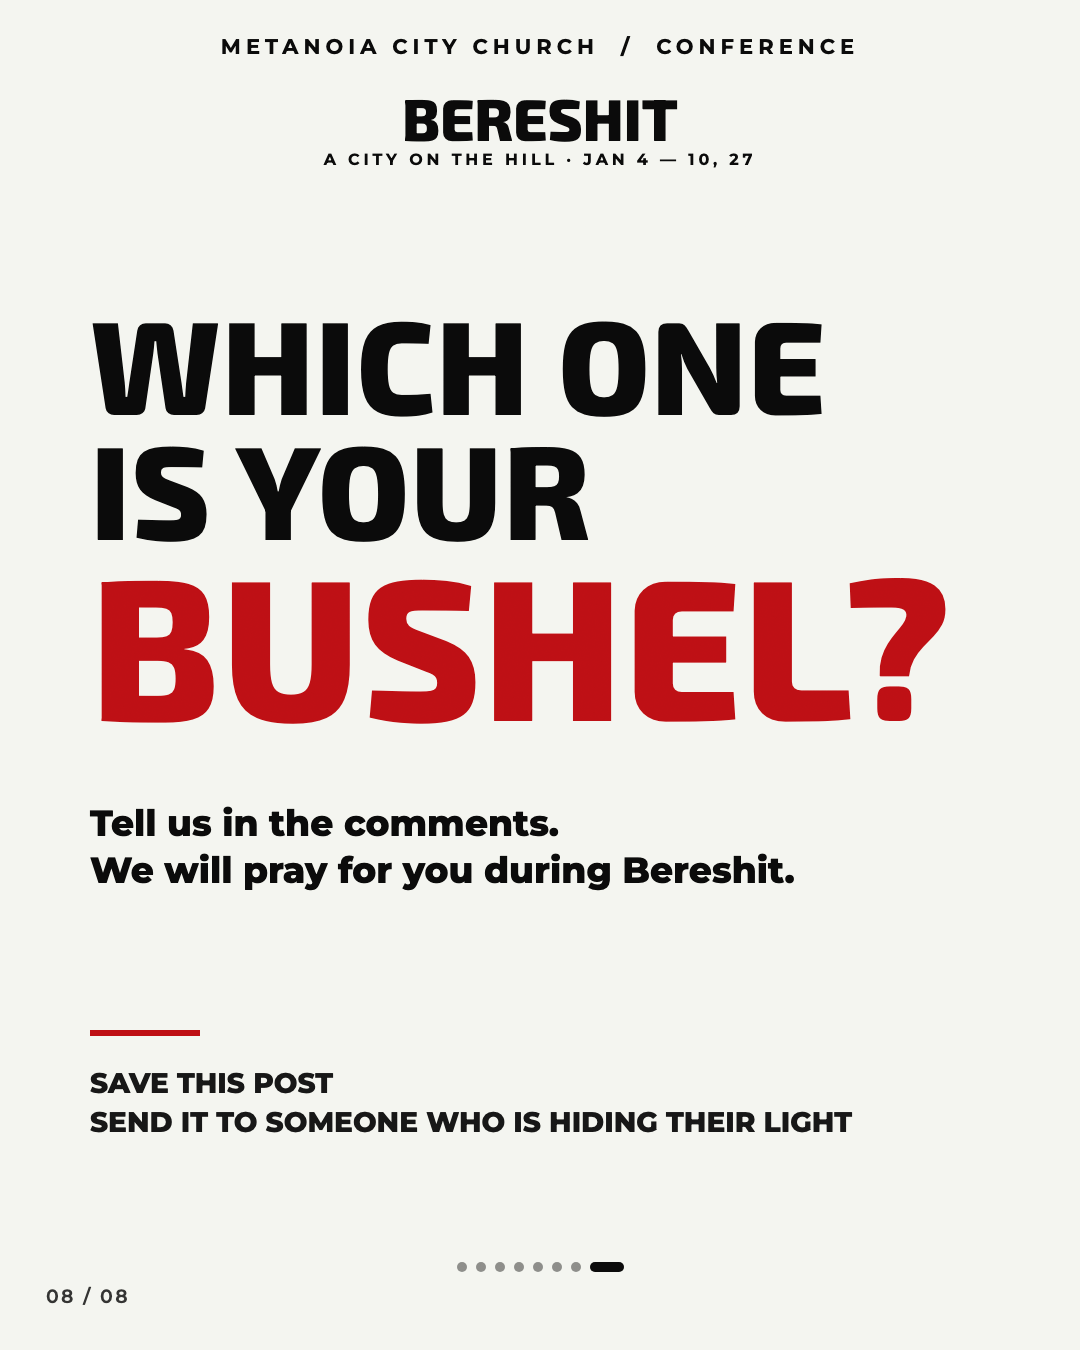 METANOIA CITY CHURCH / CONFERENCE
BERESHIT
A CITY ON THE HILL · JAN 4 — 10, 27
WHICH ONE
IS YOUR
BUSHEL?
Tell us in the comments.
We will pray for you during Bereshit.
SAVE THIS POST
SEND IT TO SOMEONE WHO IS HIDING THEIR LIGHT
08 / 08